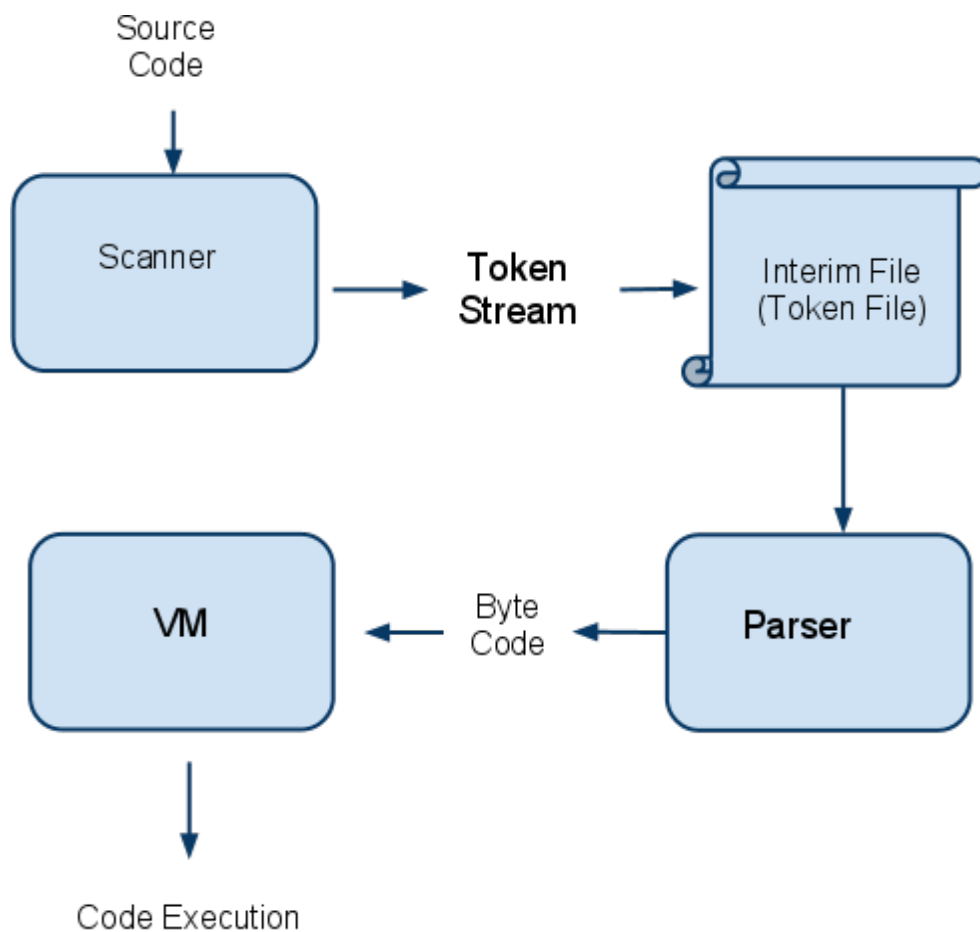 Source
Code
Scanner
Token
Stream
Interim File
(Token File)
Parser
Byte
Code
VM
Code Execution